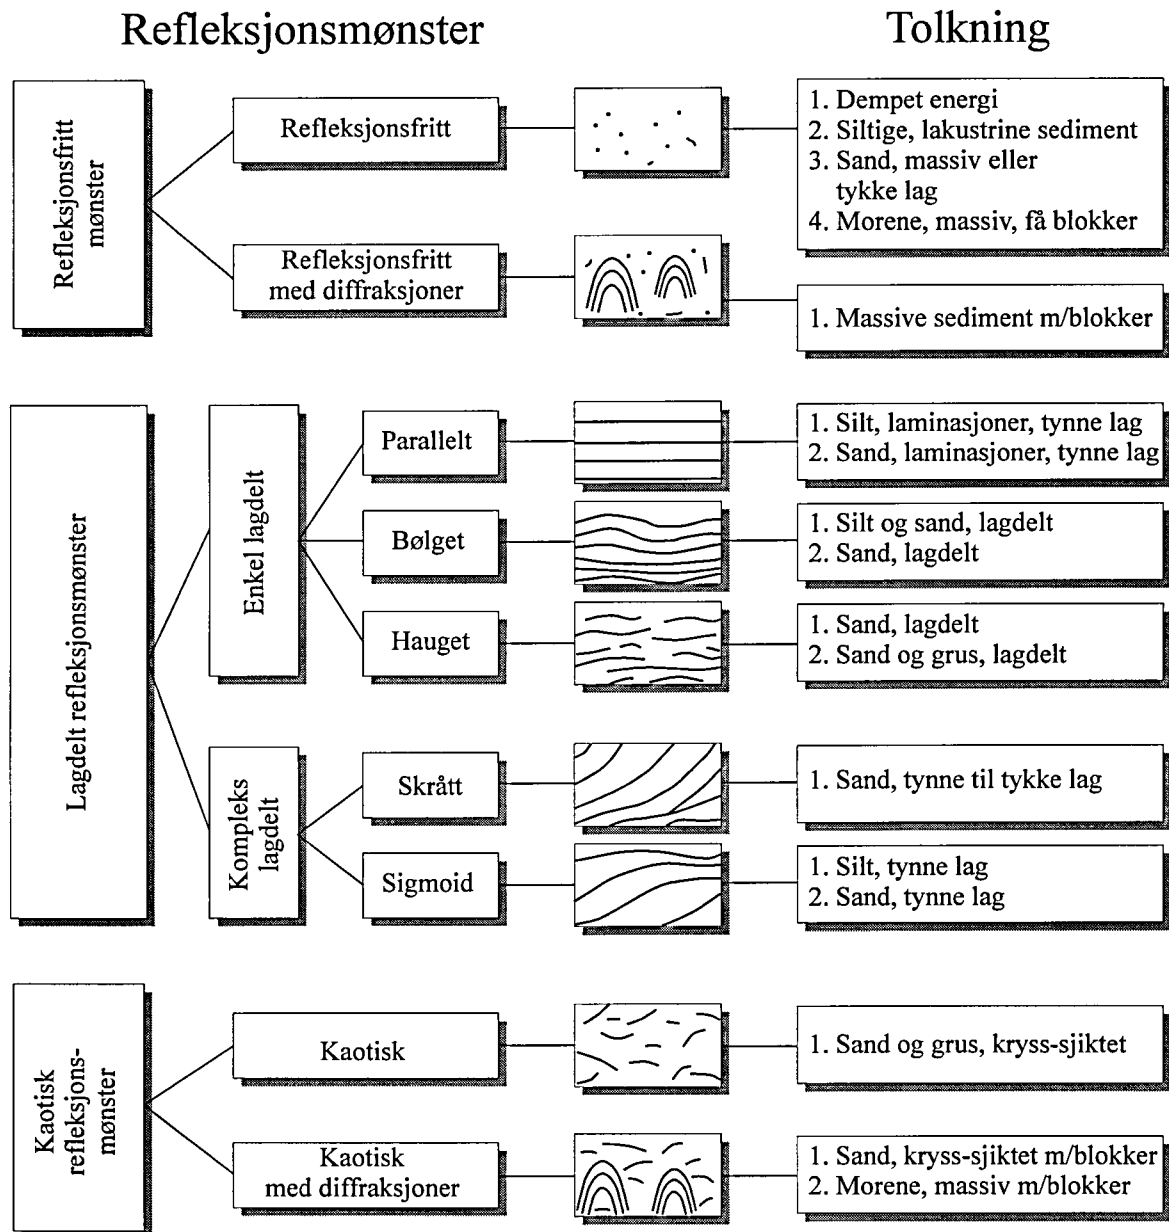 Refleksjonsmønster
Tolkning
Refleksjonsfritt
mønster
Refleksjonsfritt
1. Dempet energi
2. Siltige, lakustrine sediment
3. Sand, massiv eller
tykke lag
4. Morene, massiv, få blokker
Refleksjonsfritt
med diffraksjoner
1. Massive sediment m/blokker
Lagdelt refleksjonsmønster
Enkel lagdelt
Parallelt
1. Silt, laminasjoner, tynne lag
2. Sand, laminasjoner, tynne lag
Bølget
1. Silt og sand, lagdelt
2. Sand, lagdelt
Hauget
1. Sand, lagdelt
2. Sand og grus, lagdelt
Kompleks
lagdelt
Skrått
1. Sand, tynne til tykke lag
Sigmoid
1. Silt, tynne lag
2. Sand, tynne lag
Kaotisk
refleksjons-
mønster
Kaotisk
1. Sand og grus, kryss-sjiktet
Kaotisk
med diffraksjoner
1. Sand, kryss-sjiktet m/blokker
2. Morene, massiv m/blokker